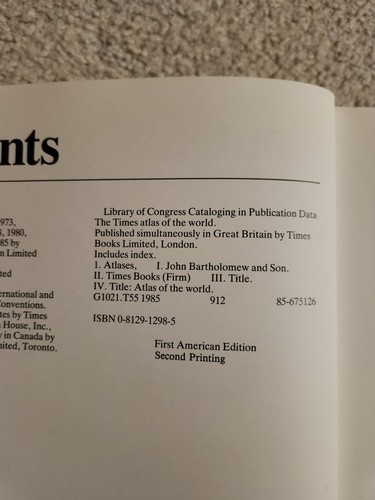 nts
1973,
1980,
85 by
n Limited
ted
ernational and
Conventions.
tes by Times
House, Inc.,
y in Canada by
ited, Toronto.
Library of Congress Cataloging in Publication Data
The Times atlas of the world.
Published simultaneously in Great Britain by Times
Books Limited, London.
Includes index.
1. Atlases, I. John Bartholomew and Son.
II. Times Books (Firm) III. Title.
IV. Title: Atlas of the world.
G1021.T55 1985 912 85-675126
ISBN 0-8129-1298-5
First American Edition
Second Printing